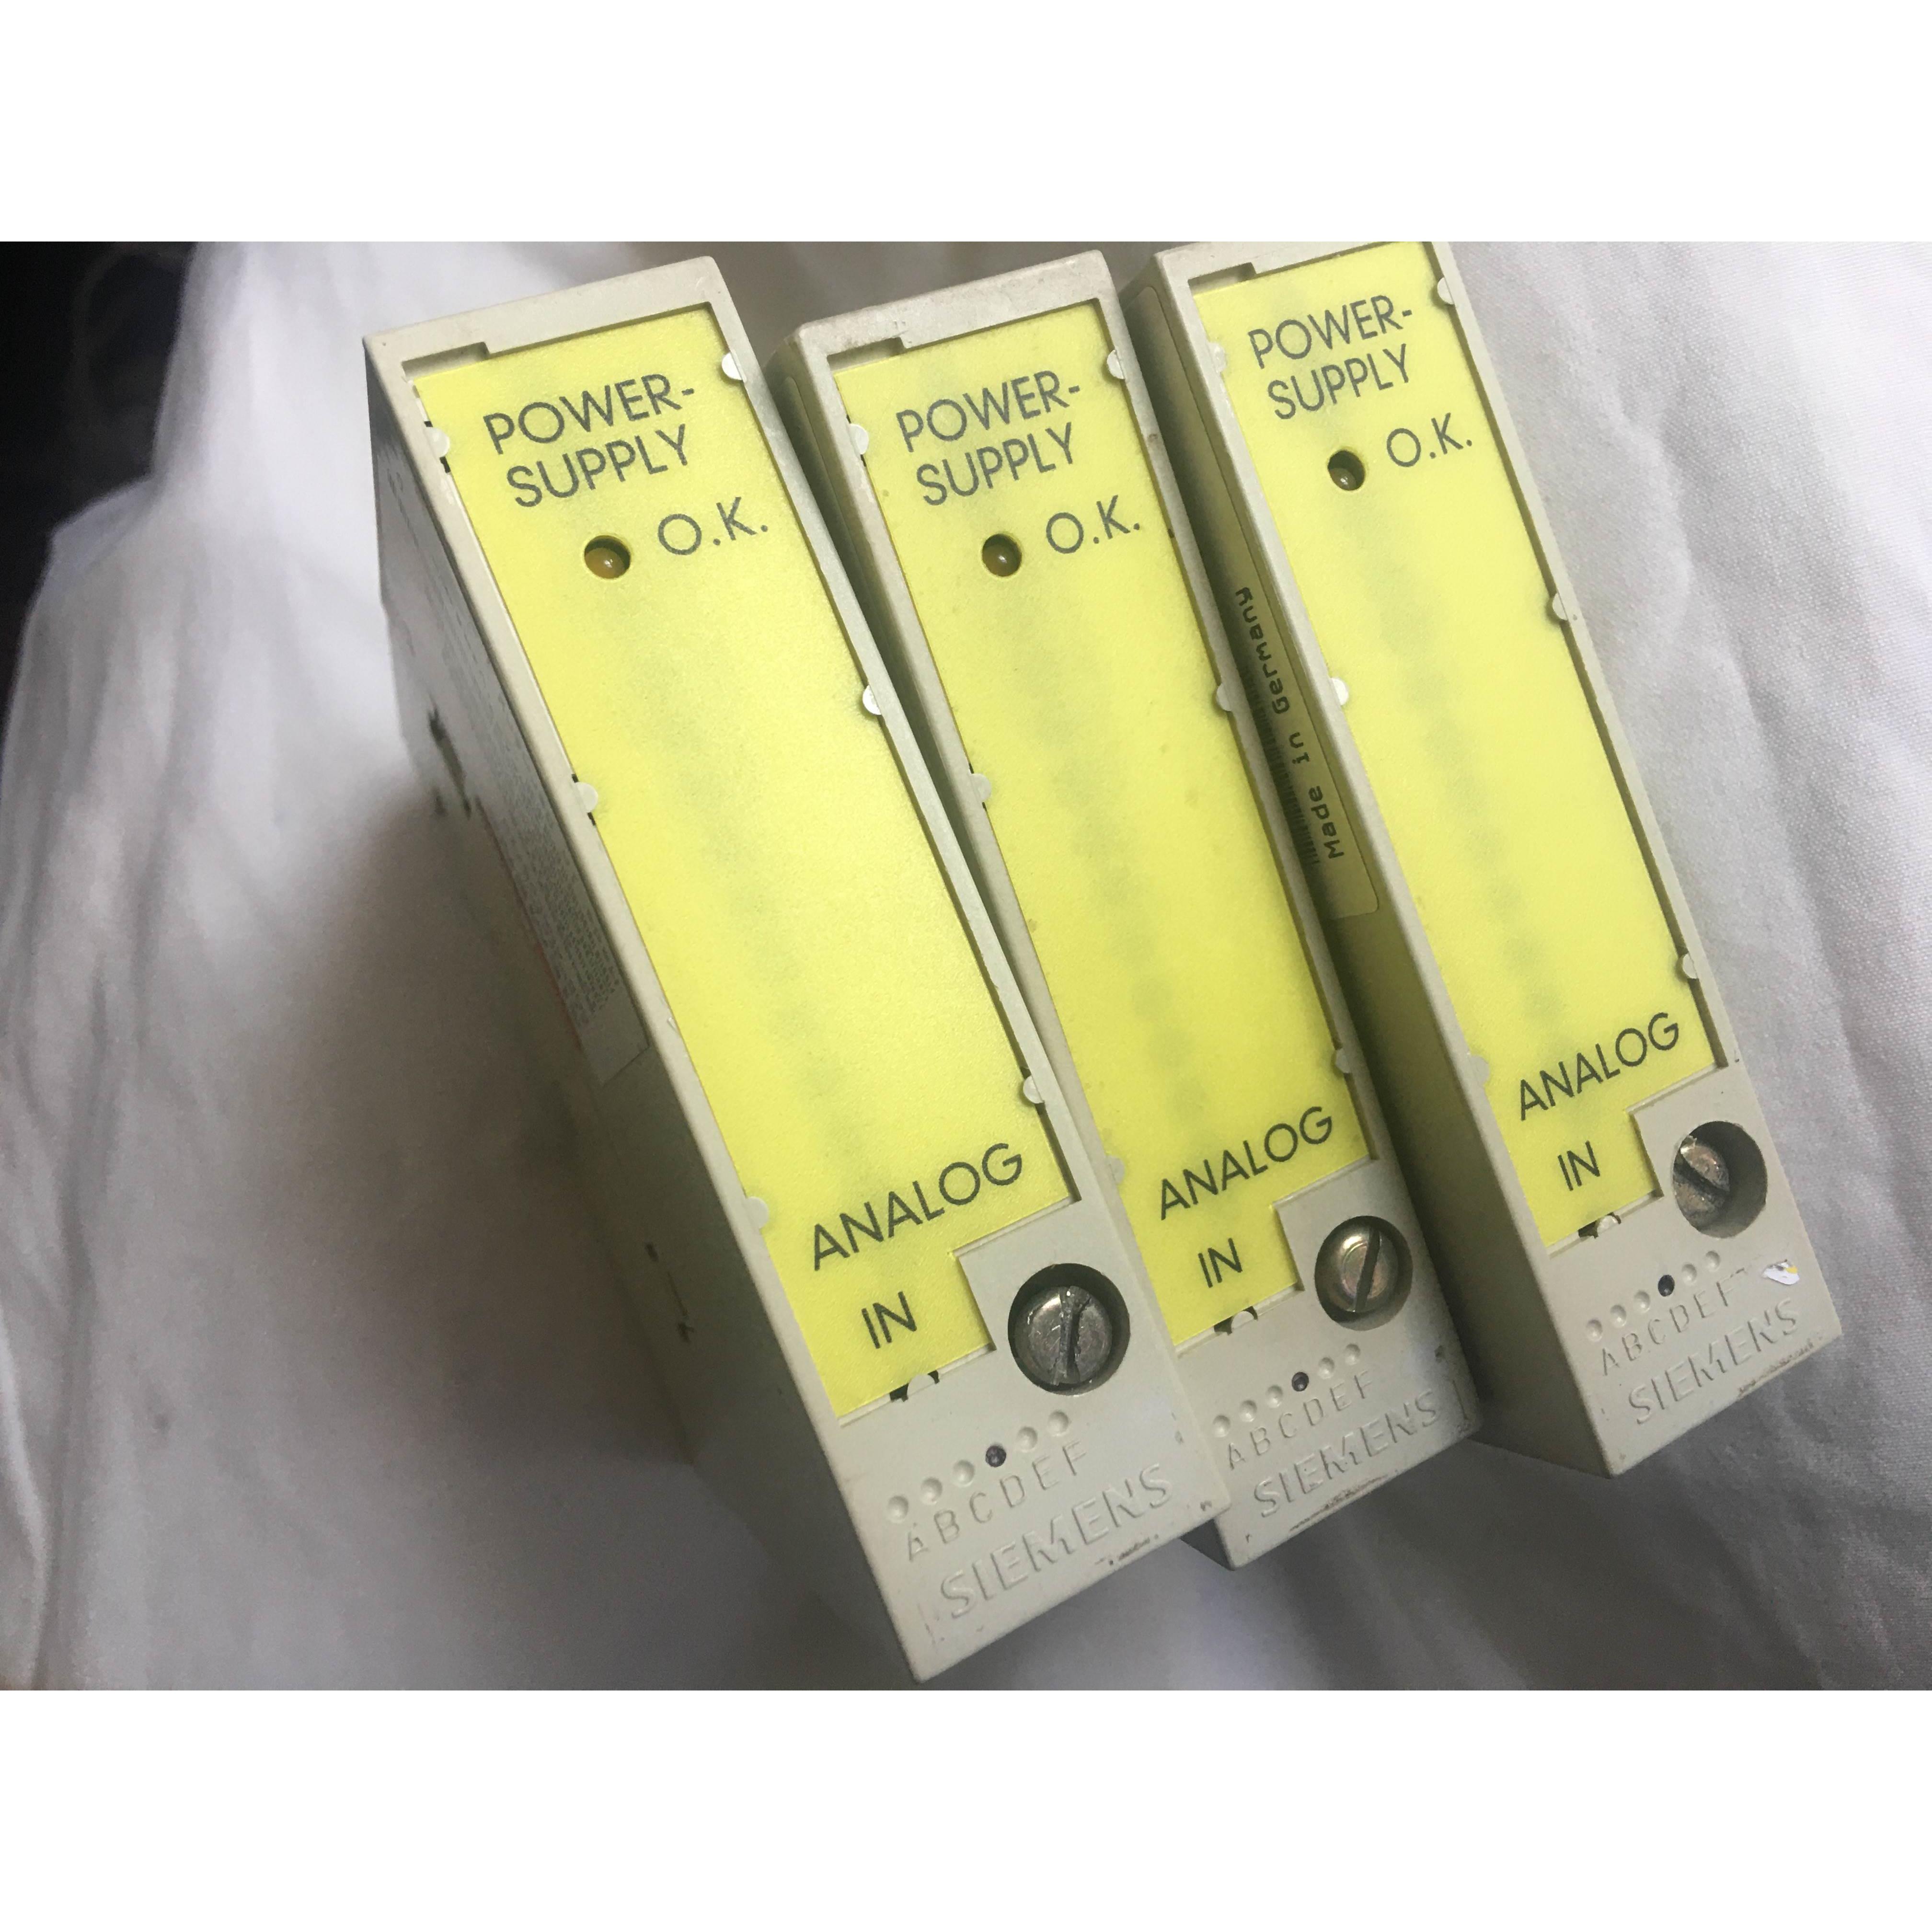 POWER-
SUPPLY
O.K.
ANALOG
IN
ABCDEF
SIEMENS
POWER-
SUPPLY
O.K.
ANALOG
IN
ABCDEF
SIEMENS
Made in Germany
POWER-
SUPPLY
O.K.
ANALOG
IN
ABCDEF
SIEMENS